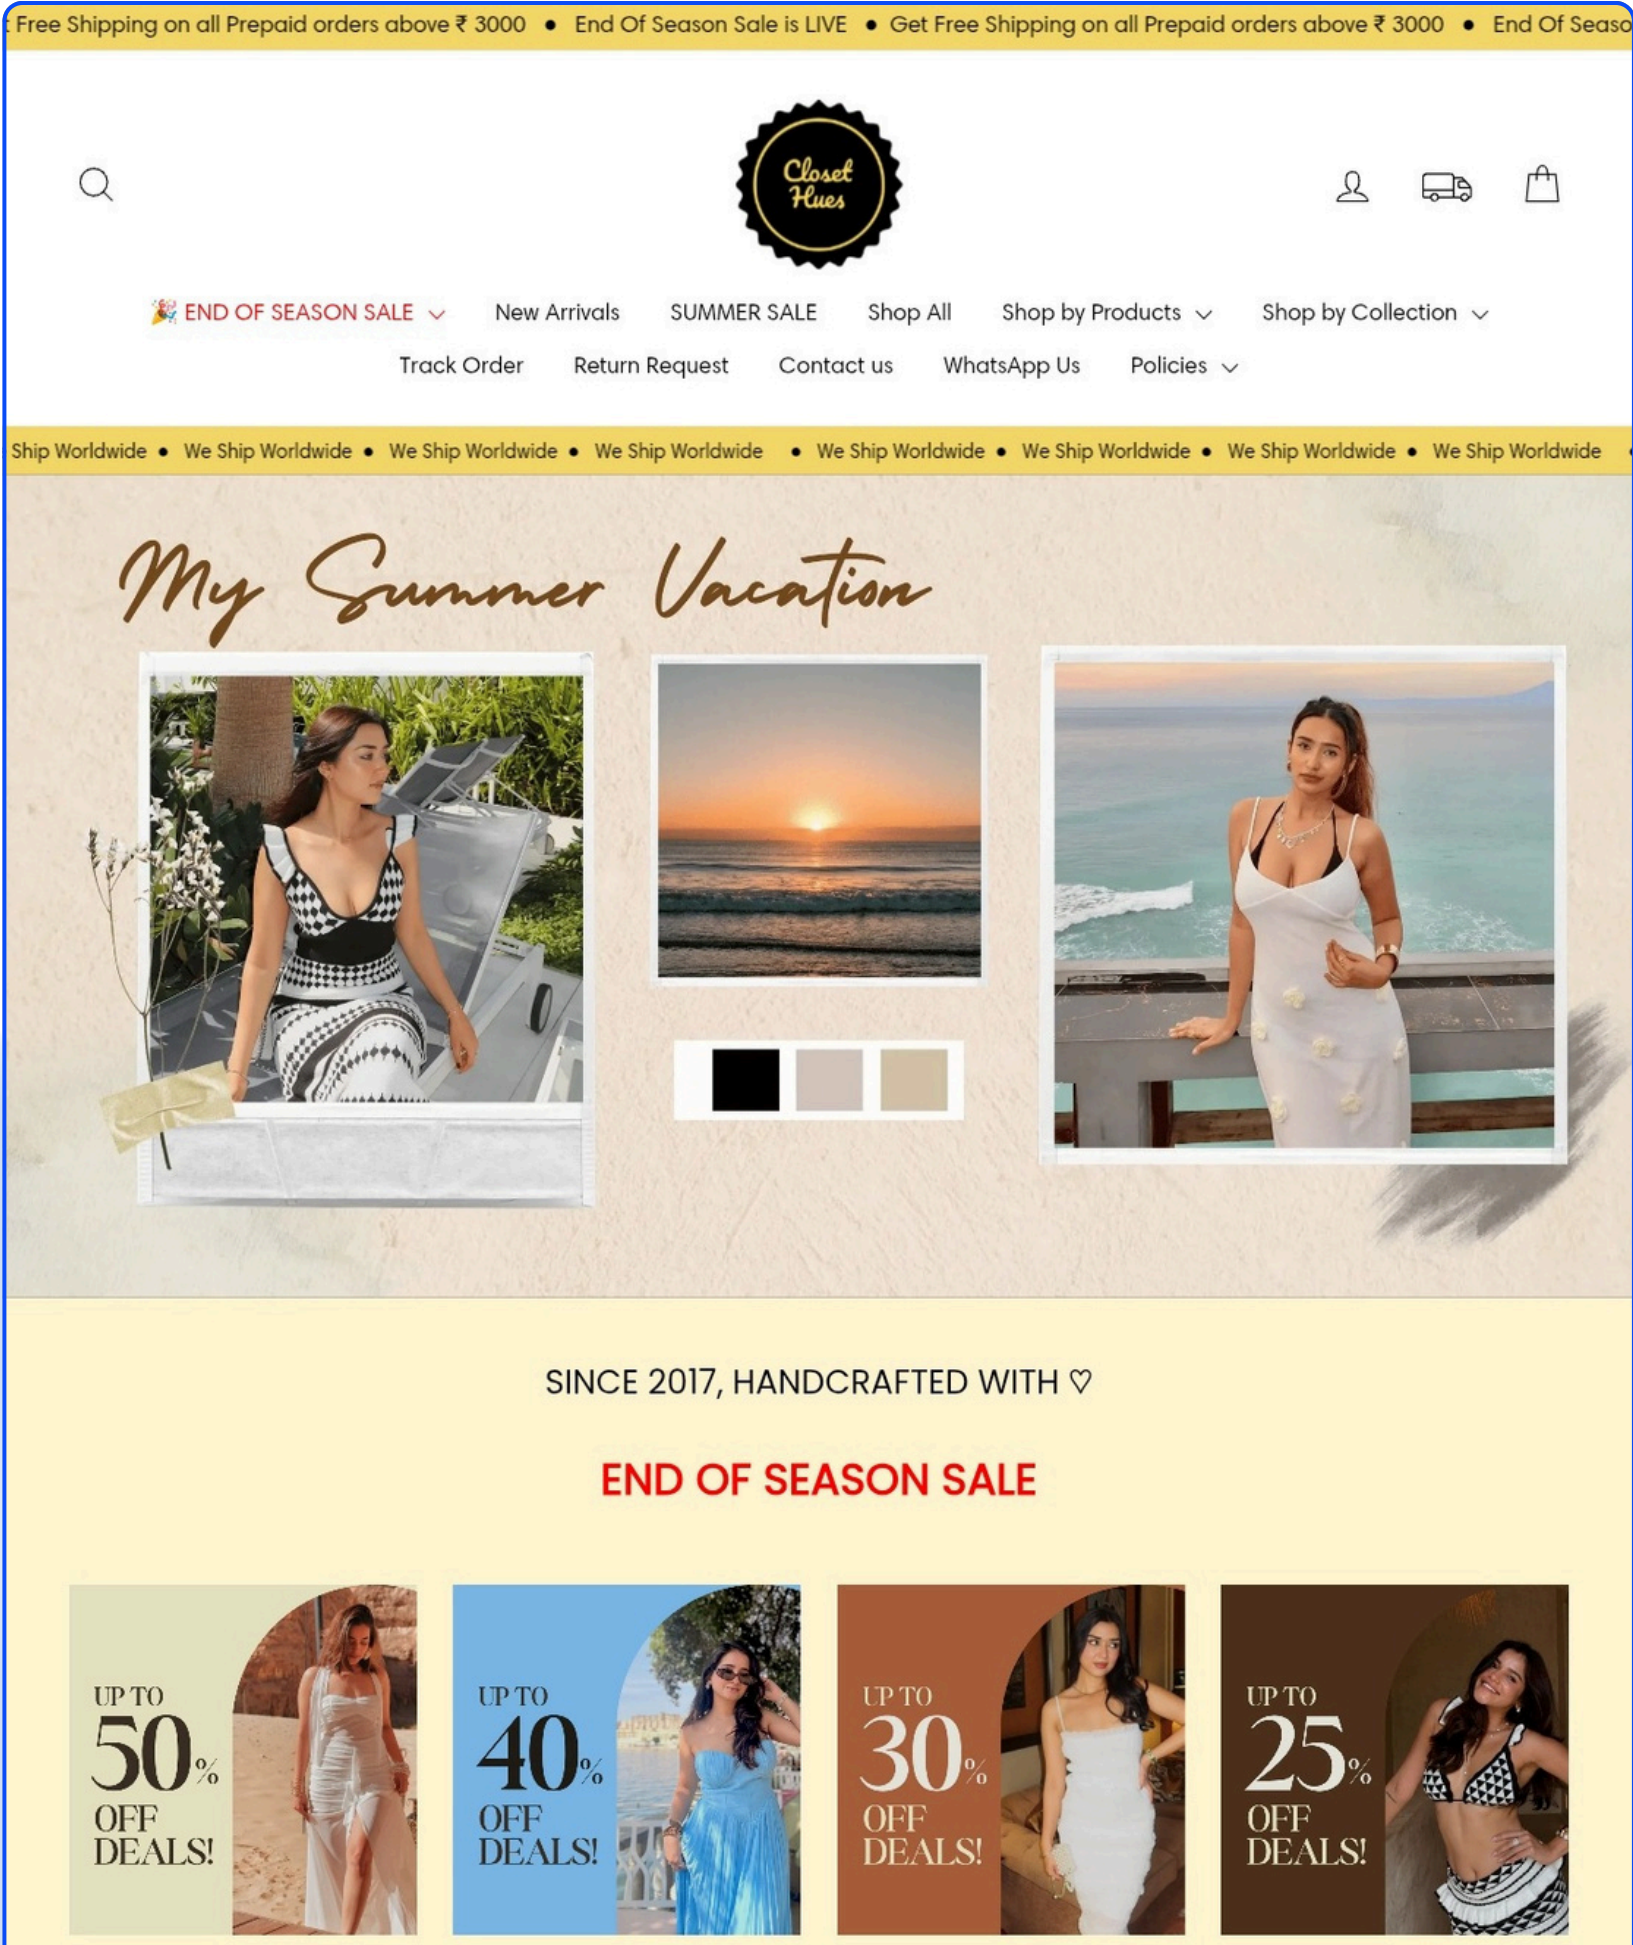 Free Shipping on all Prepaid orders above ₹ 3000 ● End Of Season Sale is LIVE ● Get Free Shipping on all Prepaid orders above ₹ 3000 ● End Of
Closet
Hues
🎉 END OF SEASON SALE New Arrivals SUMMER SALE Shop All Shop by Products Shop by Collection
Track Order Return Request Contact us WhatsApp Us Policies
Ship Worldwide ● We Ship Worldwide ● We Ship Worldwide ● We Ship Worldwide ● We Ship Worldwide ● We Ship Worldwide ● We Ship Worldwide ● We Ship Worldwide
My Summer Vacation
SINCE 2017, HANDCRAFTED WITH ♡
END OF SEASON SALE
UP TO
50%
OFF
DEALS!
UP TO
40%
OFF
DEALS!
UP TO
30%
OFF
DEALS!
UP TO
25%
OFF
DEALS!